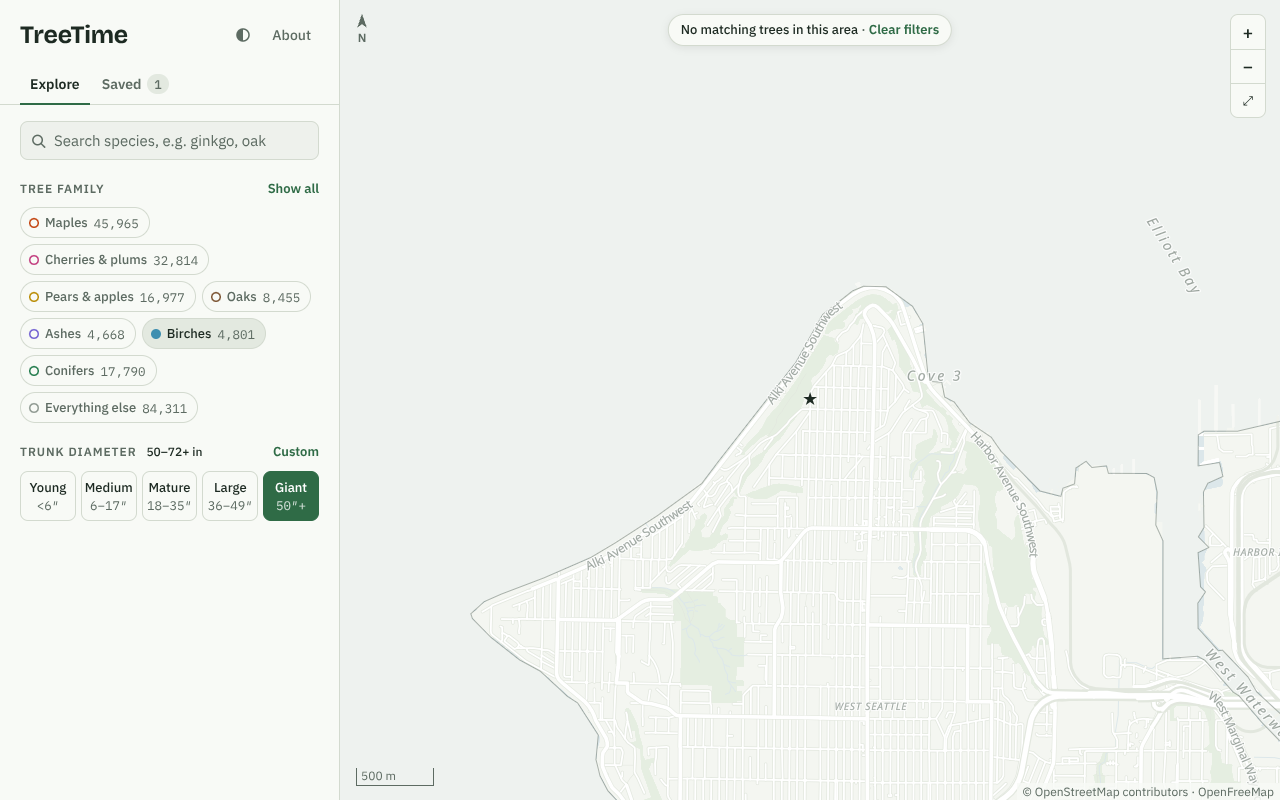 TreeTime
About
Explore
Saved 1
Search species, e.g. ginkgo, oak
TREE FAMILY
Show all
Maples 45,965
Cherries & plums 32,814
Pears & apples 16,977
Oaks 8,455
Ashes 4,668
Birches 4,801
Conifers 17,790
Everything else 84,311
TRUNK DIAMETER 50–72+ in
Custom
Young
<6″
Medium
6–17″
Mature
18–35″
Large
36–49″
Giant
50″+
N
No matching trees in this area · Clear filters
+
−
Elliott Bay
Alki Avenue Southwest
Cove 3
Harbor Avenue Southwest
Alki Avenue Southwest
HARBOR
WEST SEATTLE
West Waterw
West Marginal Wa
500 m
© OpenStreetMap contributors · OpenFreeMap